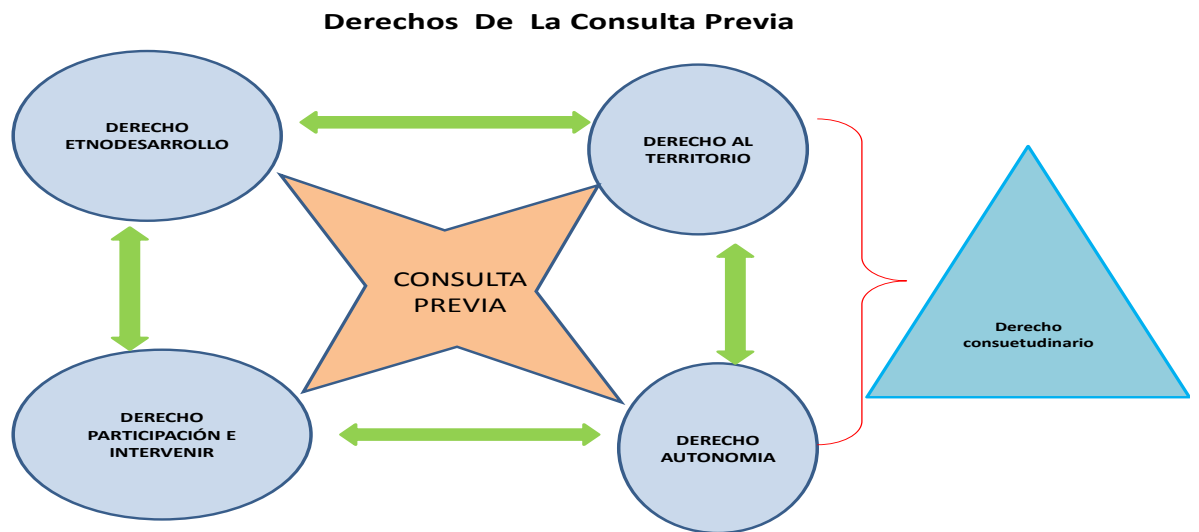 Derechos De La Consulta Previa
DERECHO
ETNODESARROLLO
DERECHO AL
TERRITORIO
CONSULTA
PREVIA
Derecho
consuetudinario
DERECHO
PARTICIPACIÓN E
INTERVENIR
DERECHO
AUTONOMIA